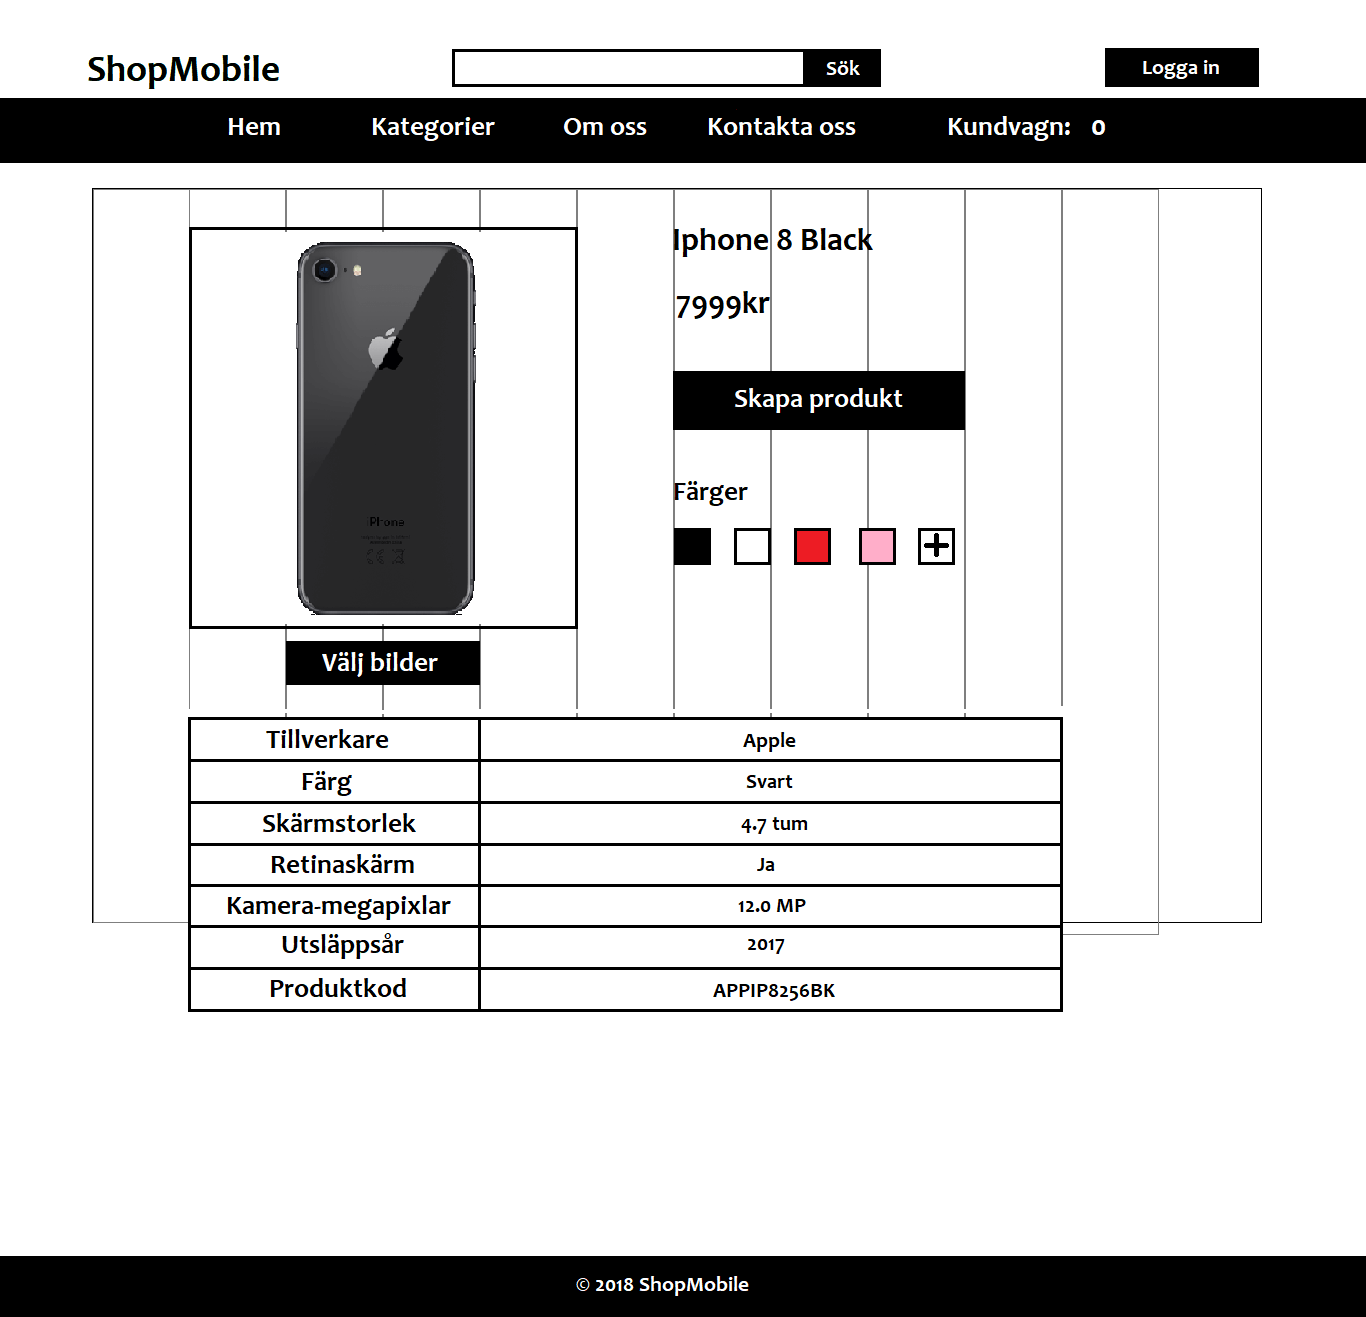 ShopMobile
Sök
Logga in
Hem Kategorier Om oss Kontakta oss Kundvagn: 0
Iphone 8 Black
7999kr
Skapa produkt
Färger
iPhone
Välj bilder
Tillverkare Apple
Färg Svart
Skärmstorlek 4.7 tum
Retinaskärm Ja
Kamera-megapixlar 12.0 MP
Utsläppsår 2017
Produktkod APPIP8256BK
© 2018 ShopMobile